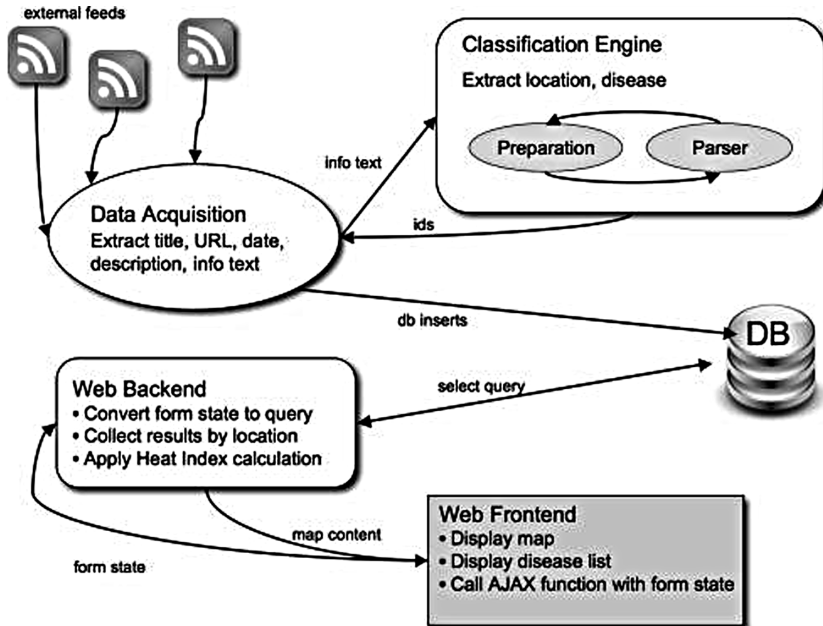 external feeds
Classification Engine
Extract location, disease
Preparation
Parser
info text
Data Acquisition
Extract title, URL, date,
description, info text
ids
db inserts
DB
Web Backend
• Convert form state to query
• Collect results by location
• Apply Heat Index calculation
select query
map content
form state
Web Frontend
• Display map
• Display disease list
• Call AJAX function with form state